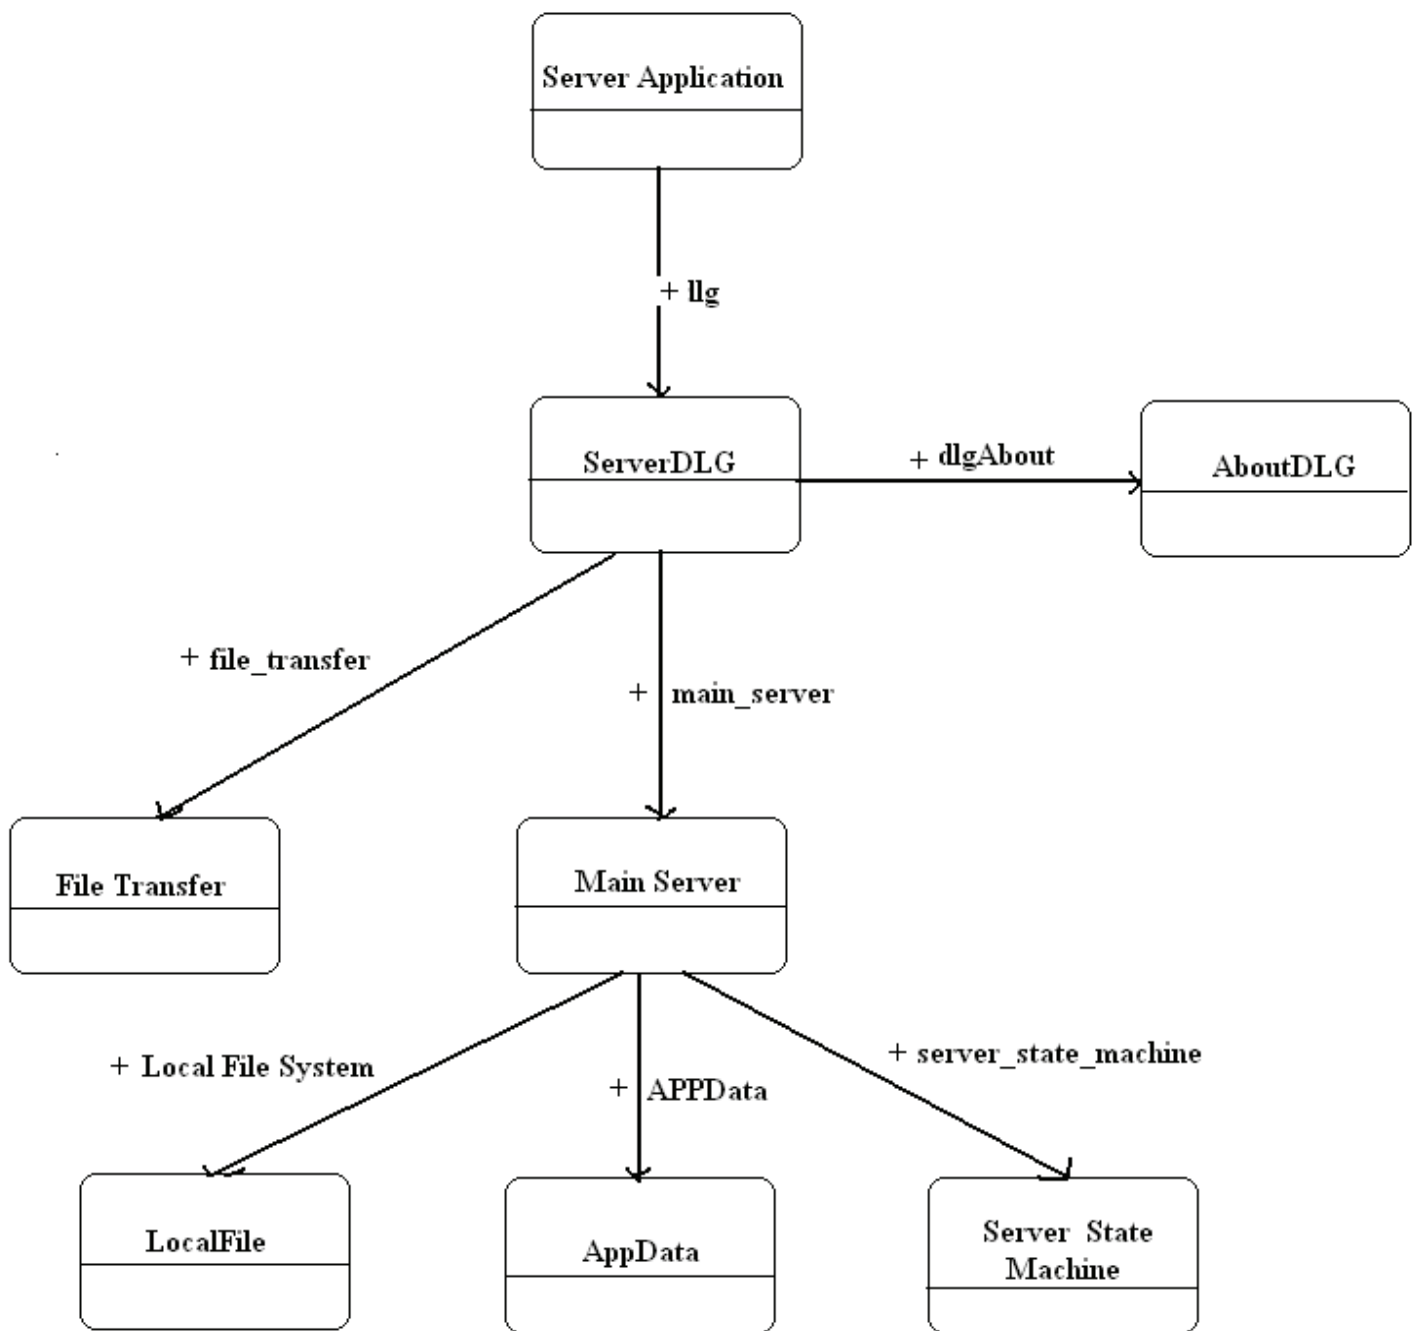 Server Application
+ llg
ServerDLG
+ dlgAbout
AboutDLG
+ file_transfer
+ main_server
File Transfer
Main Server
+ Local File System
+ APPData
+ server_state_machine
LocalFile
AppData
Server State
Machine